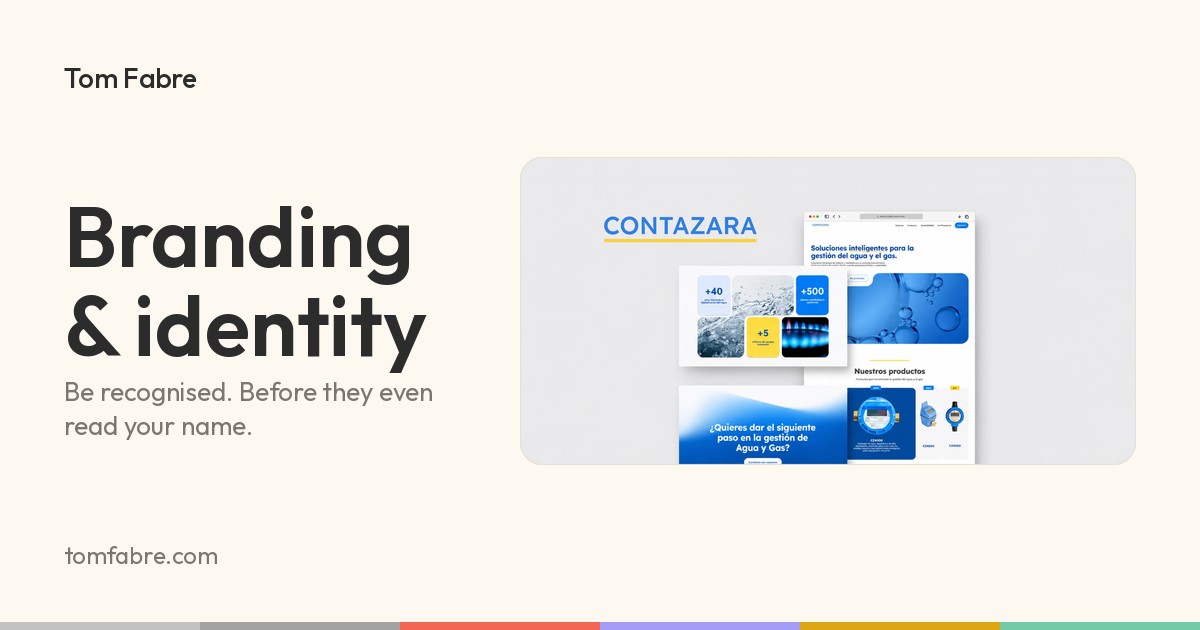 Tom Fabre
Branding
& identity
Be recognised. Before they even
read your name.
tomfabre.com
CONTAZARA
Soluciones inteligentes para la
gestión del agua y el gas.
+40
+500
+5
Nuestros productos
¿Quieres dar el siguiente
paso en la gestión de
Agua y Gas?